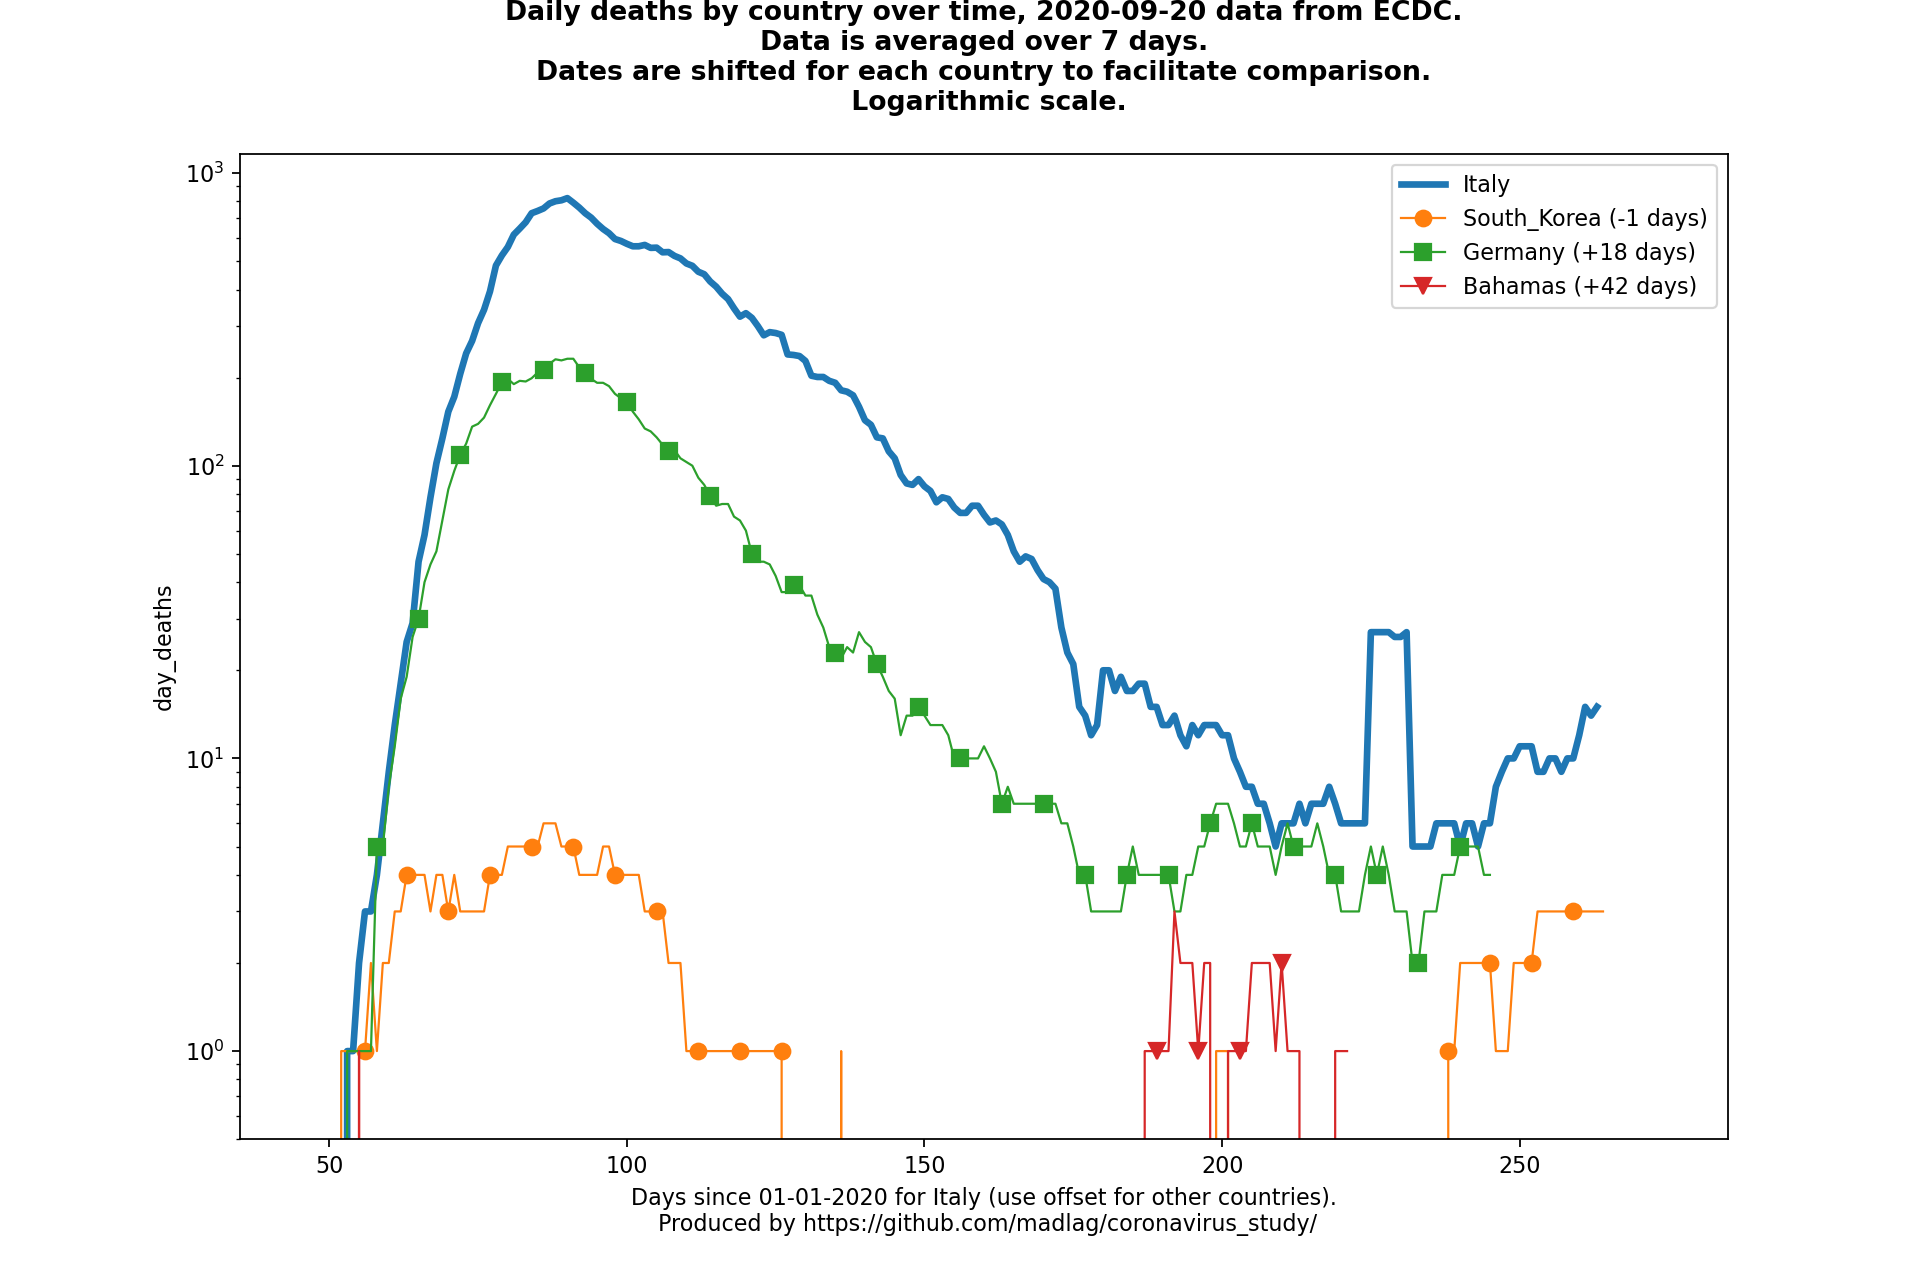 Daily deaths by country over time, 2020-09-20 data from ECDC.
Data is averaged over 7 days.
Dates are shifted for each country to facilitate comparison.
Logarithmic scale.
Italy
South_Korea (-1 days)
Germany (+18 days)
Bahamas (+42 days)
day_deaths
10³
10²
10¹
10⁰
50 100 150 200 250
Days since 01-01-2020 for Italy (use offset for other countries).
Produced by https://github.com/madlag/coronavirus_study/